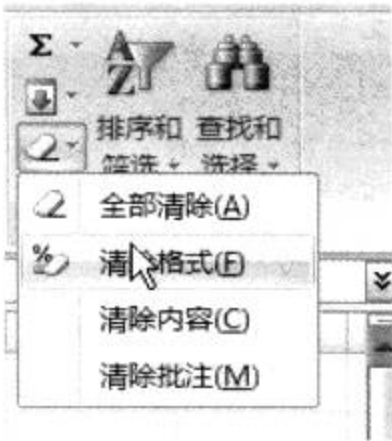 Σ
排序和 查找和
筛选 选择
全部清除(A)
清除格式(F)
清除内容(C)
清除批注(M)